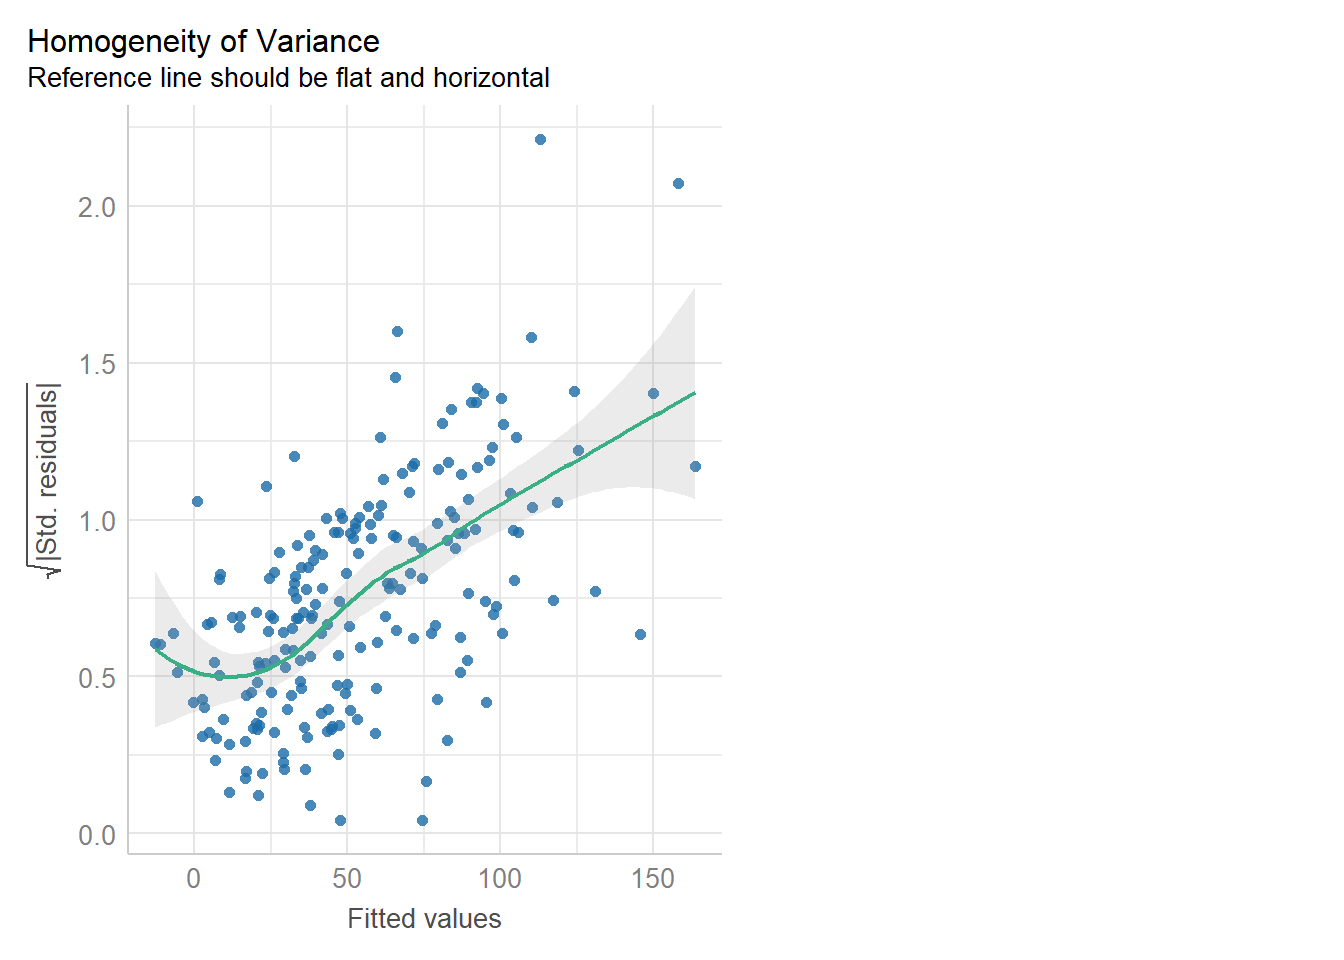 Homogeneity of Variance
Reference line should be flat and horizontal
√|Std. residuals|
2.0
1.5
1.0
0.5
0.0
0 50 100 150
Fitted values